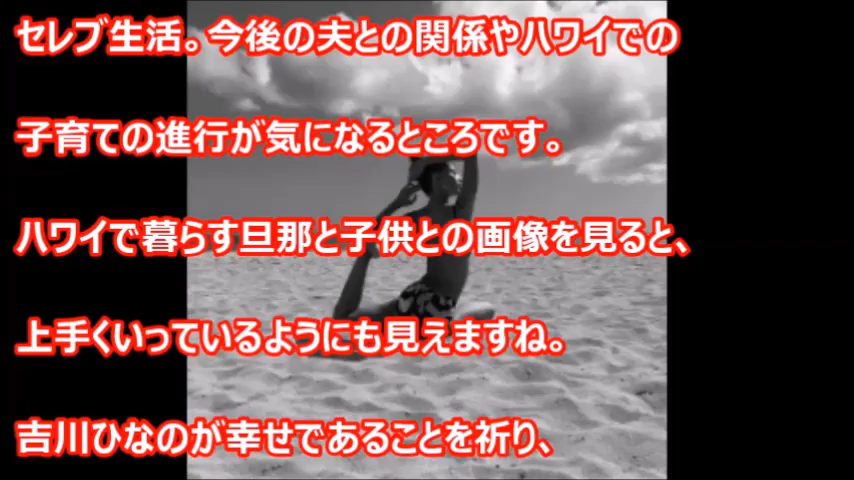 セレブ生活。今後の夫との関係やハワイでの
子育ての進行が気になるところです。
ハワイで暮らす旦那と子供との画像を見ると、
上手くいっているようにも見えますね。
吉川ひなのが幸せであることを祈り、